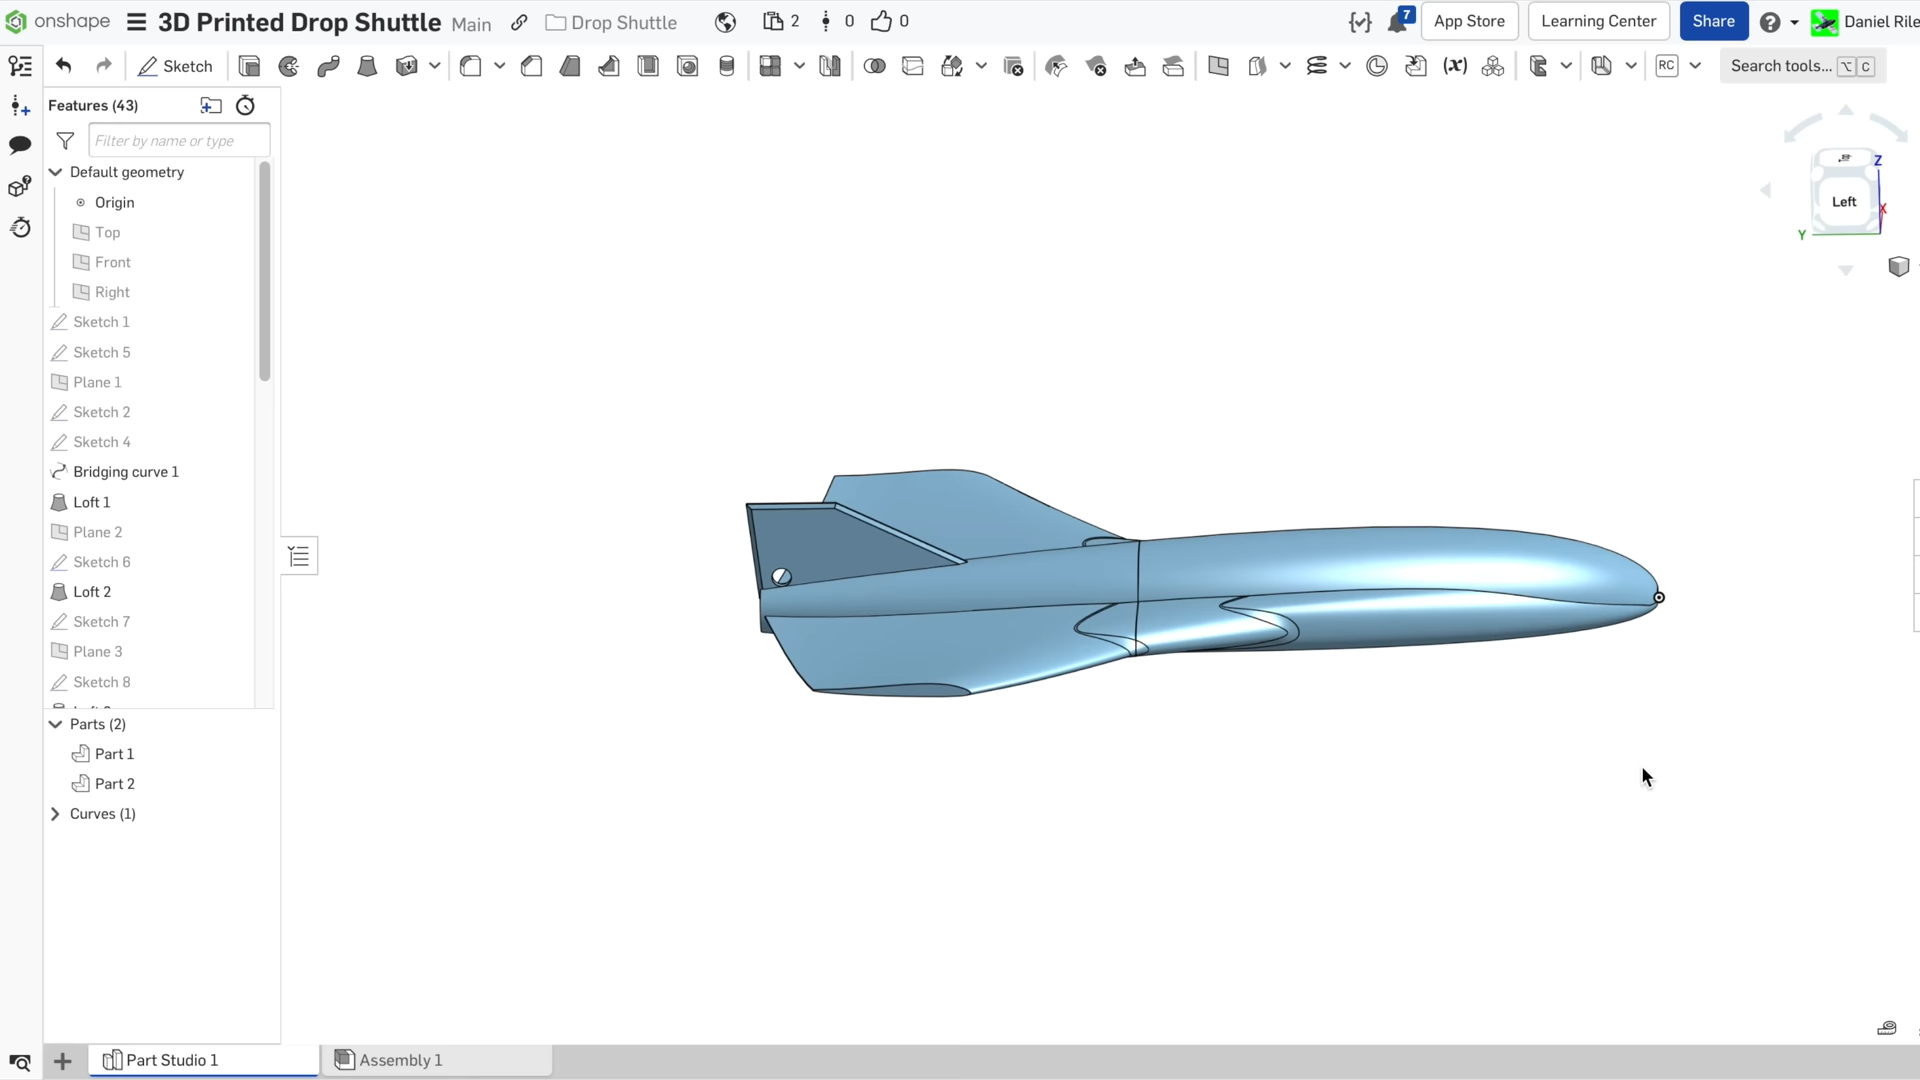 onshape 3D Printed Drop Shuttle Main Drop Shuttle 2 0 0 7 App Store Learning Center Share Daniel Rile
Sketch (x) RC Search tools... ⌥ C
Features (43)
Filter by name or type
Default geometry
Origin
Top
Front
Right
Sketch 1
Sketch 5
Plane 1
Sketch 2
Sketch 4
Bridging curve 1
Loft 1
Plane 2
Sketch 6
Loft 2
Sketch 7
Plane 3
Sketch 8
Parts (2)
Part 1
Part 2
Curves (1)
Z
Left
X
Y
Part Studio 1 Assembly 1